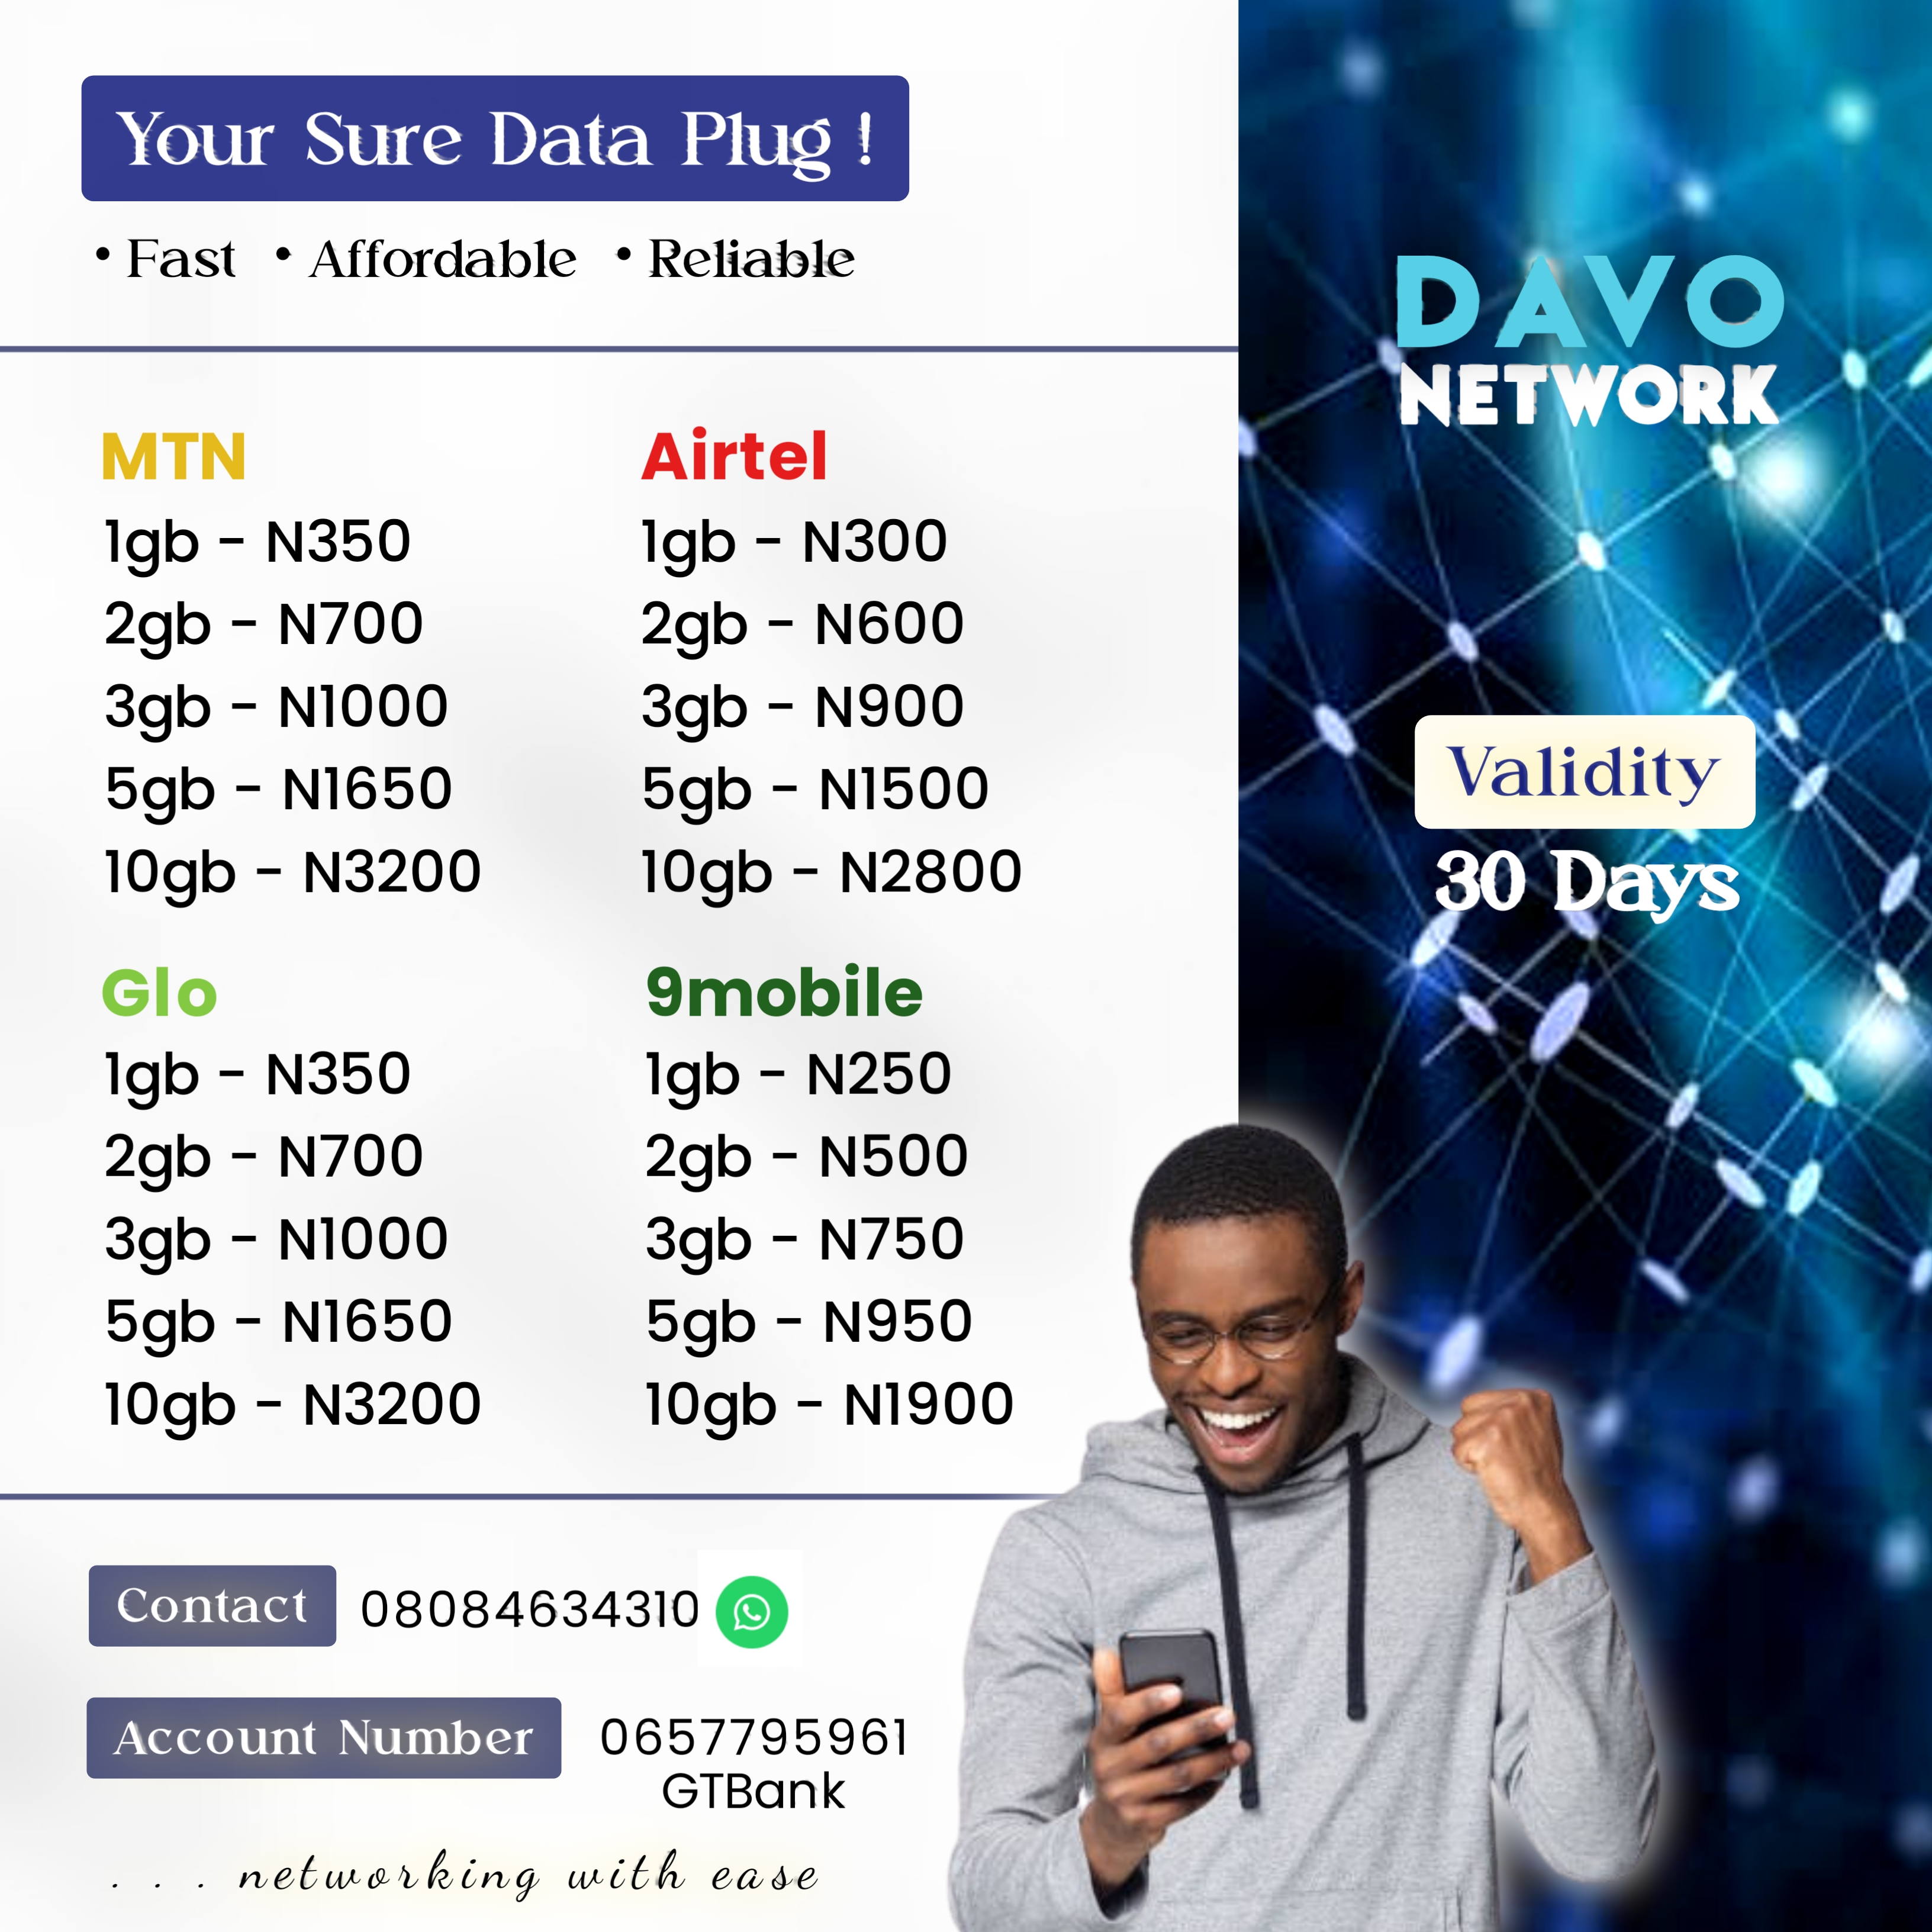 Your Sure Data Plug !
• Fast • Affordable • Reliable
DAVO
NETWORK
MTN
1gb - N350
2gb - N700
3gb - N1000
5gb - N1650
10gb - N3200
Airtel
1gb - N300
2gb - N600
3gb - N900
5gb - N1500
10gb - N2800
Validity
30 Days
Glo
1gb - N350
2gb - N700
3gb - N1000
5gb - N1650
10gb - N3200
9mobile
1gb - N250
2gb - N500
3gb - N750
5gb - N950
10gb - N1900
Contact 08084634310
Account Number 0657795961
GTBank
. . . networking with ease